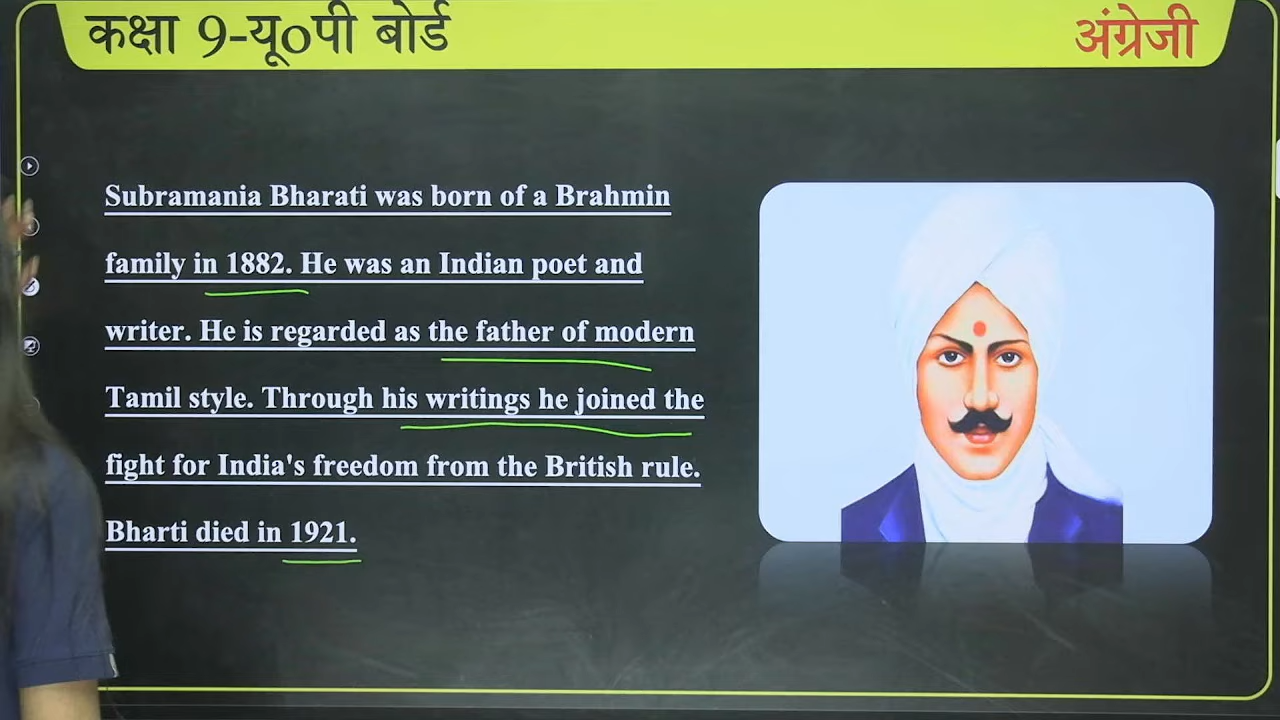 कक्षा 9-यू0पी बोर्ड
अंग्रेजी
Subramania Bharati was born of a Brahmin
family in 1882. He was an Indian poet and
writer. He is regarded as the father of modern
Tamil style. Through his writings he joined the
fight for India's freedom from the British rule.
Bharti died in 1921.